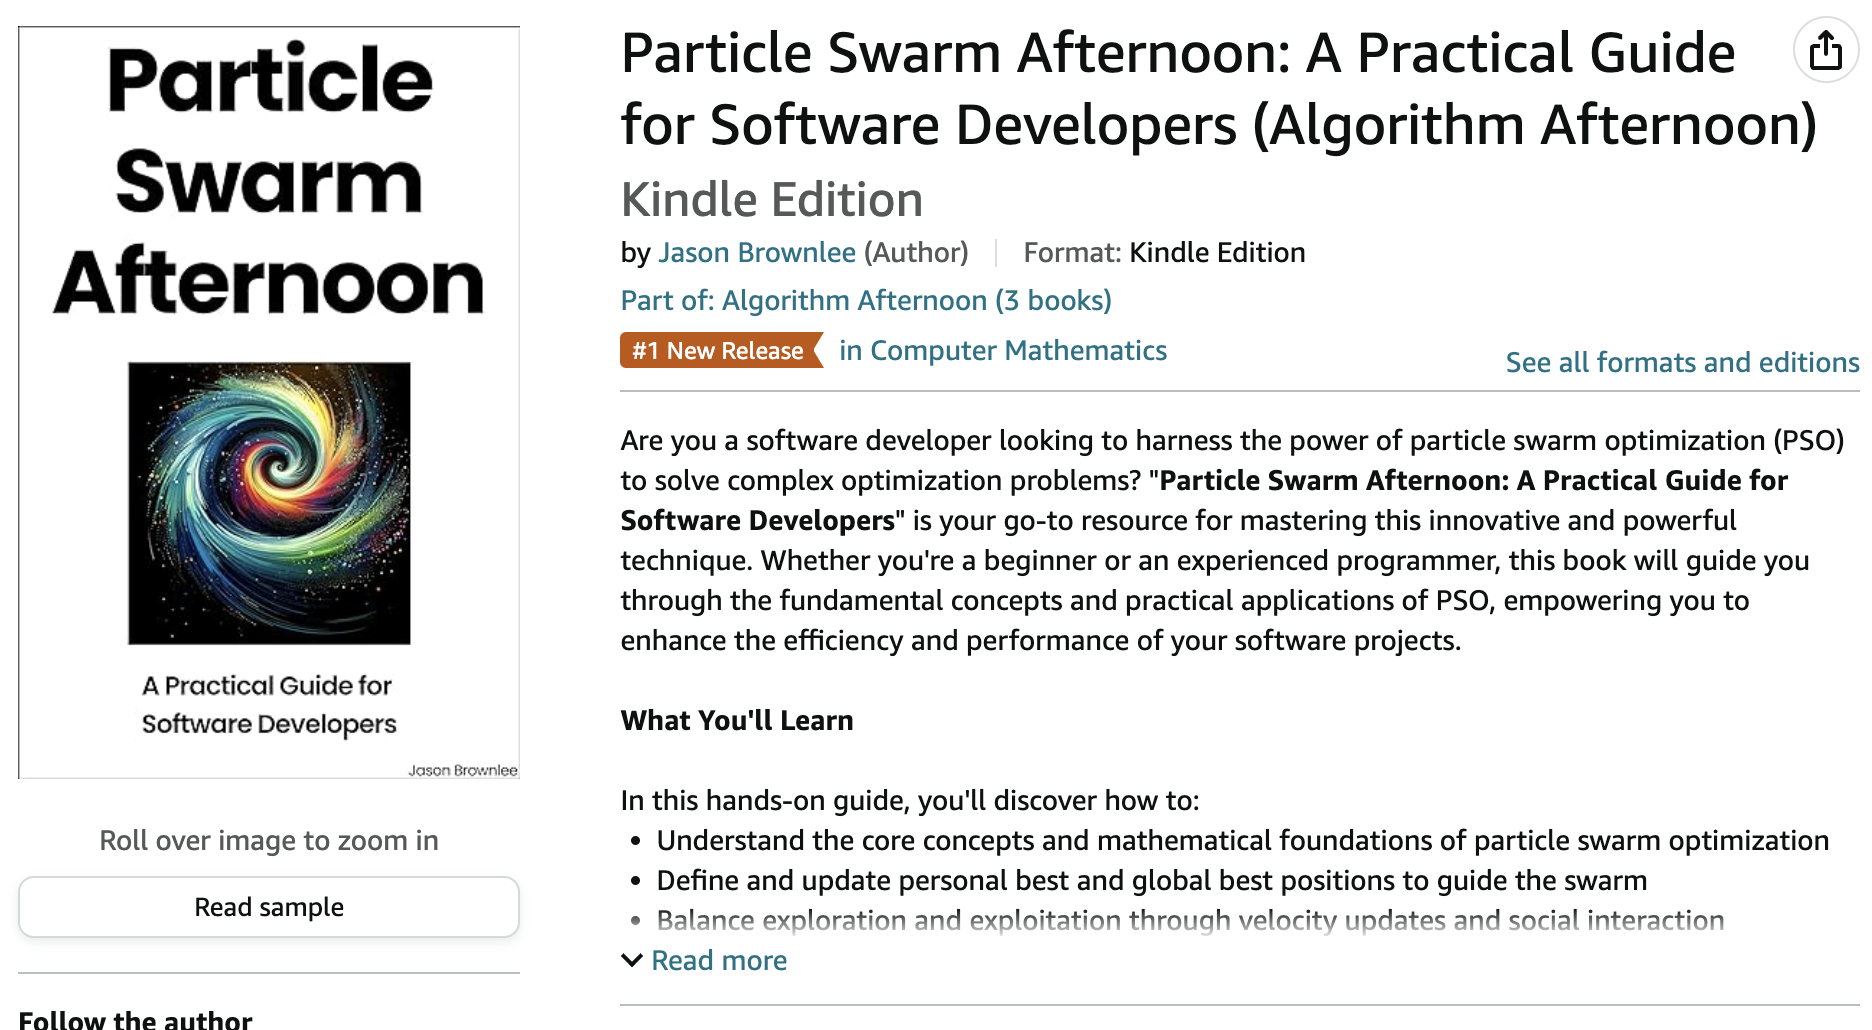 Particle
Swarm
Afternoon
A Practical Guide for
Software Developers
Jason Brownlee
Roll over image to zoom in
Read sample
Follow the author
Particle Swarm Afternoon: A Practical Guide
for Software Developers (Algorithm Afternoon)
Kindle Edition
by Jason Brownlee (Author) | Format: Kindle Edition
Part of: Algorithm Afternoon (3 books)
#1 New Release in Computer Mathematics
See all formats and editions
Are you a software developer looking to harness the power of particle swarm optimization (PSO)
to solve complex optimization problems? "Particle Swarm Afternoon: A Practical Guide for
Software Developers" is your go-to resource for mastering this innovative and powerful
technique. Whether you're a beginner or an experienced programmer, this book will guide you
through the fundamental concepts and practical applications of PSO, empowering you to
enhance the efficiency and performance of your software projects.
What You'll Learn
In this hands-on guide, you'll discover how to:
• Understand the core concepts and mathematical foundations of particle swarm optimization
• Define and update personal best and global best positions to guide the swarm
• Balance exploration and exploitation through velocity updates and social interaction
Read more